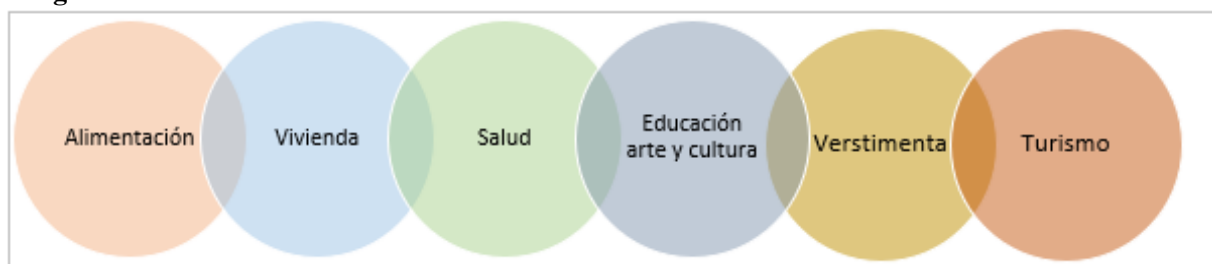 Alimentación
Vivienda
Salud
Educación
arte y cultura
Verstimenta
Turismo